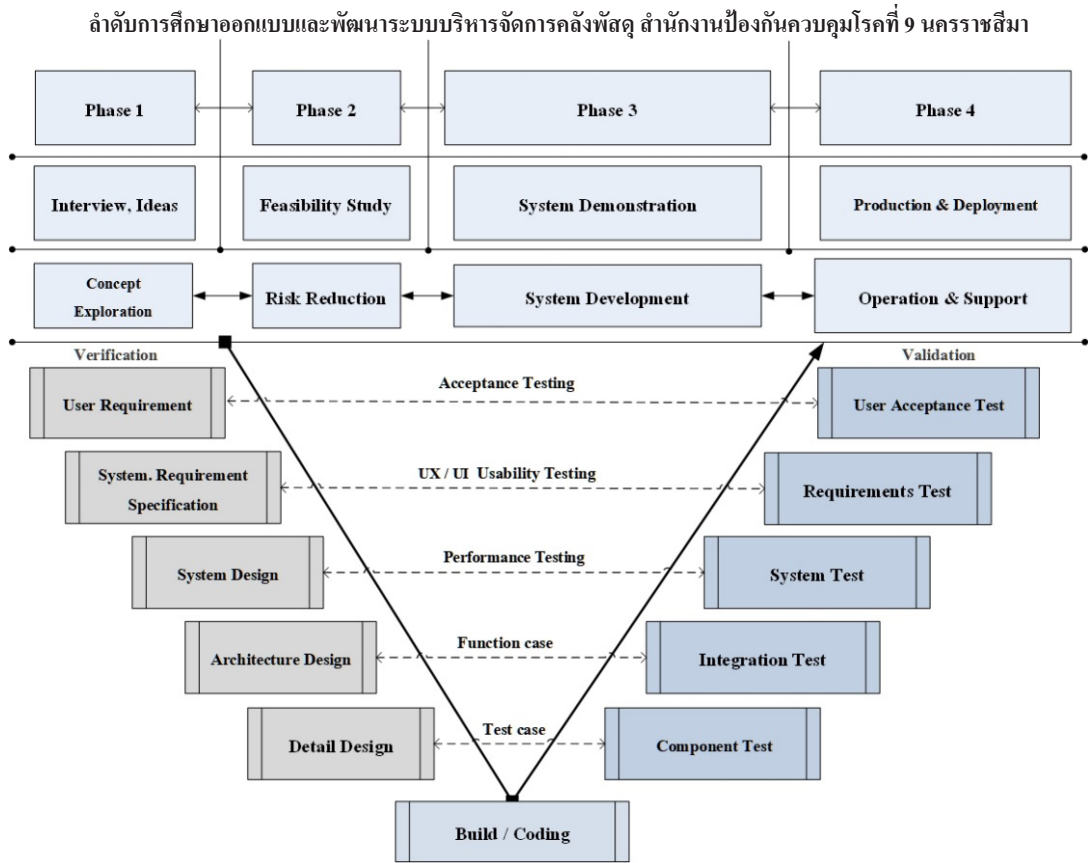 ลำดับการศึกษาออกแบบและพัฒนาระบบบริหารจัดการคลังพัสดุ สำนักงานป้องกันควบคุมโรคที่ 9 นครราชสีมา
Phase 1
Phase 2
Phase 3
Phase 4
Interview, Ideas
Feasibility Study
System Demonstration
Production & Deployment
Concept
Exploration
Risk Reduction
System Development
Operation & Support
Verification
Validation
User Requirement
Acceptance Testing
User Acceptance Test
System. Requirement
Specification
UX / UI Usability Testing
Requirements Test
System Design
Performance Testing
System Test
Architecture Design
Function case
Integration Test
Detail Design
Test case
Component Test
Build / Coding